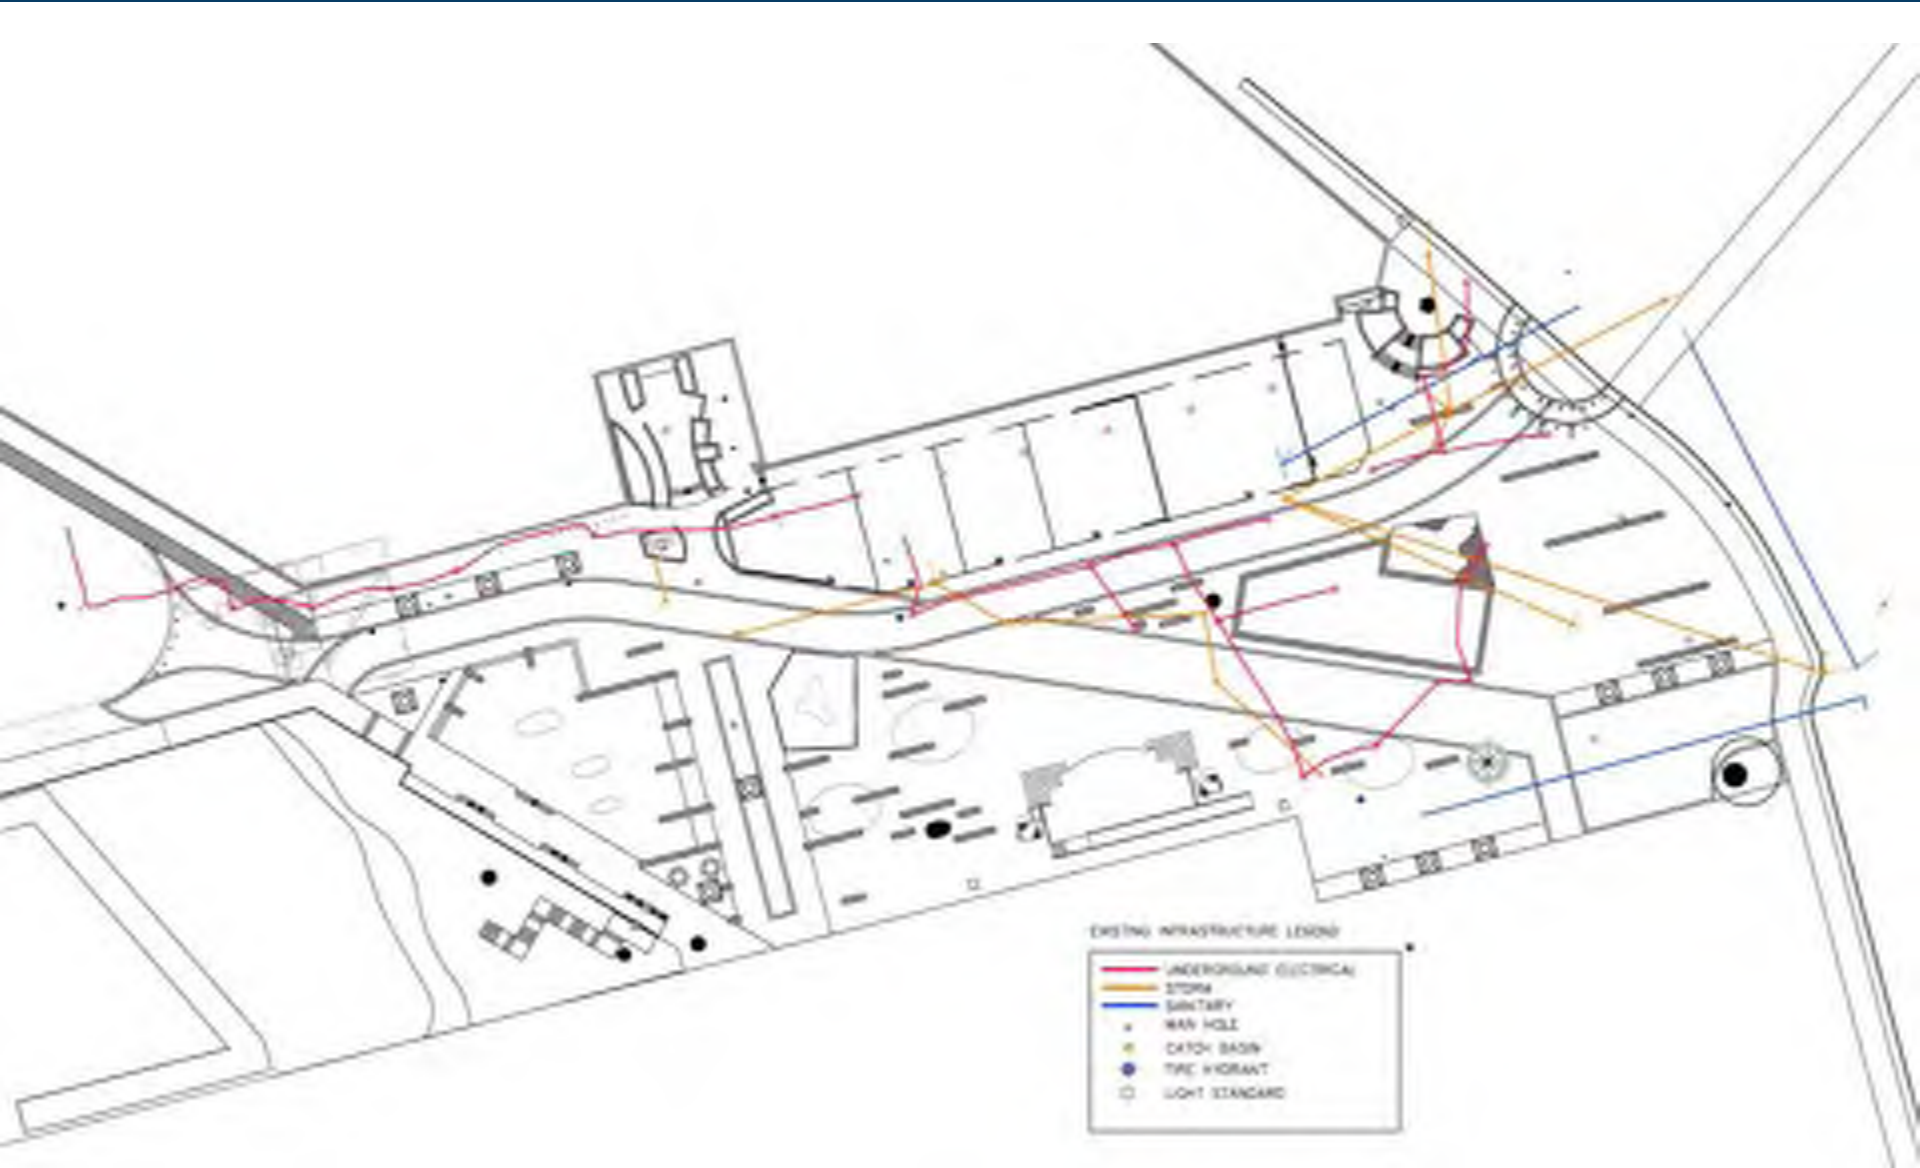 EXISTING INFRASTRUCTURE LEGEND
UNDERGROUND ELECTRICAL
STORM
SANITARY
MAN HOLE
CATCH BASIN
FIRE HYDRANT
LIGHT STANDARD